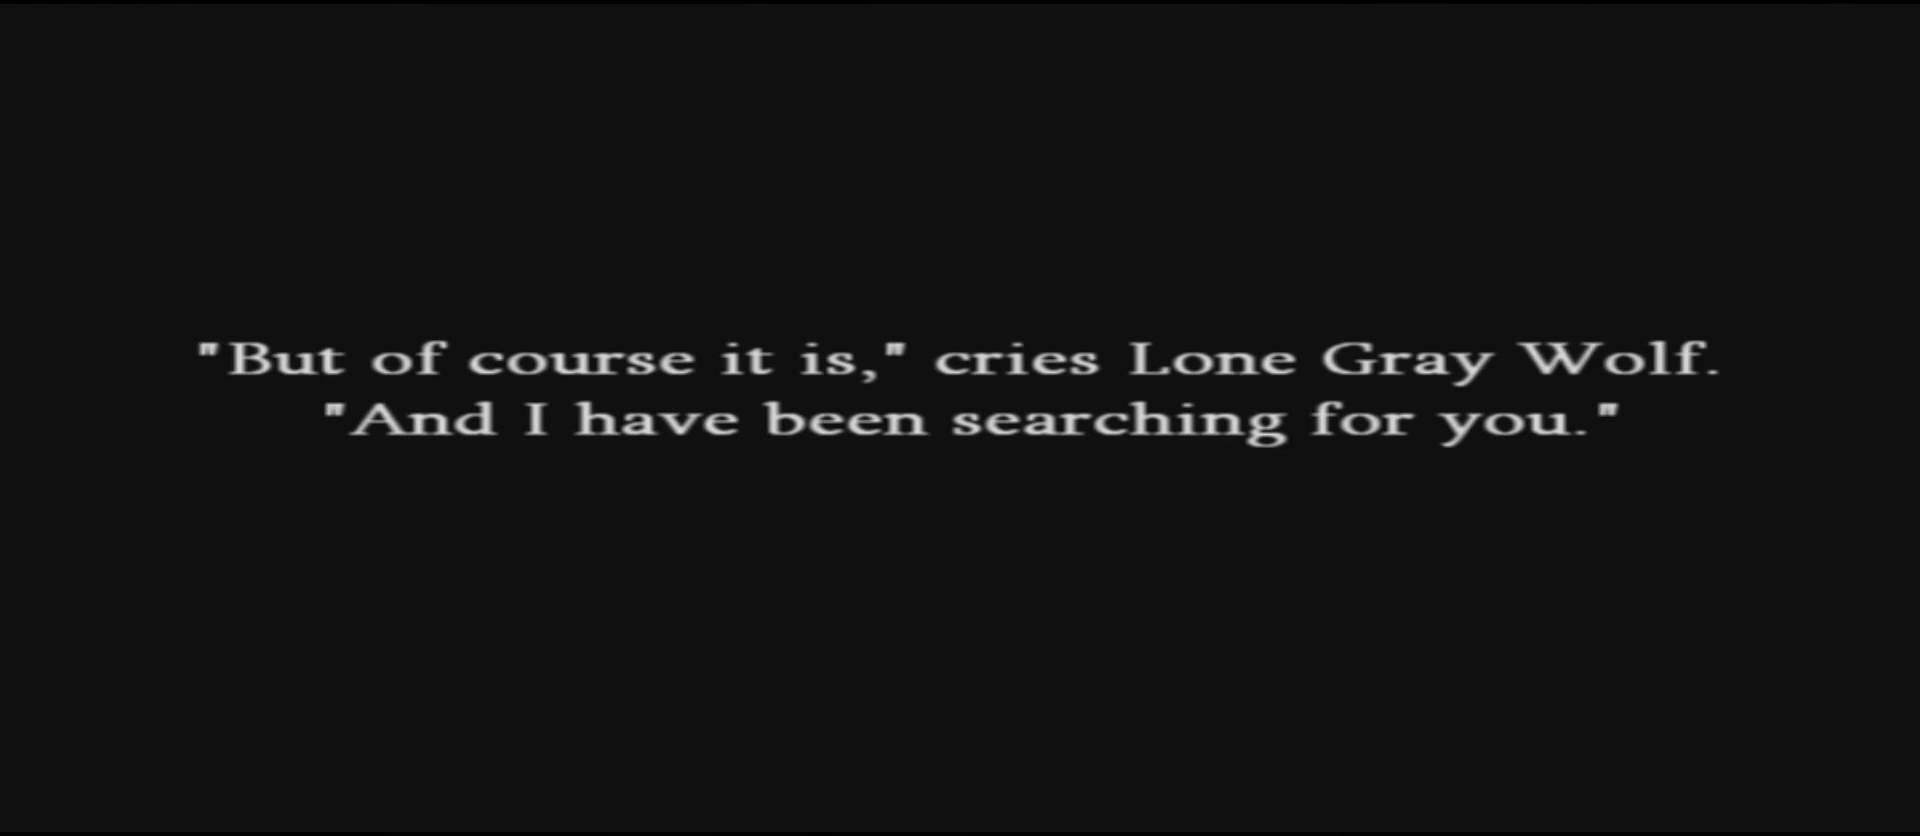 "But of course it is," cries Lone Gray Wolf.
"And I have been searching for you."